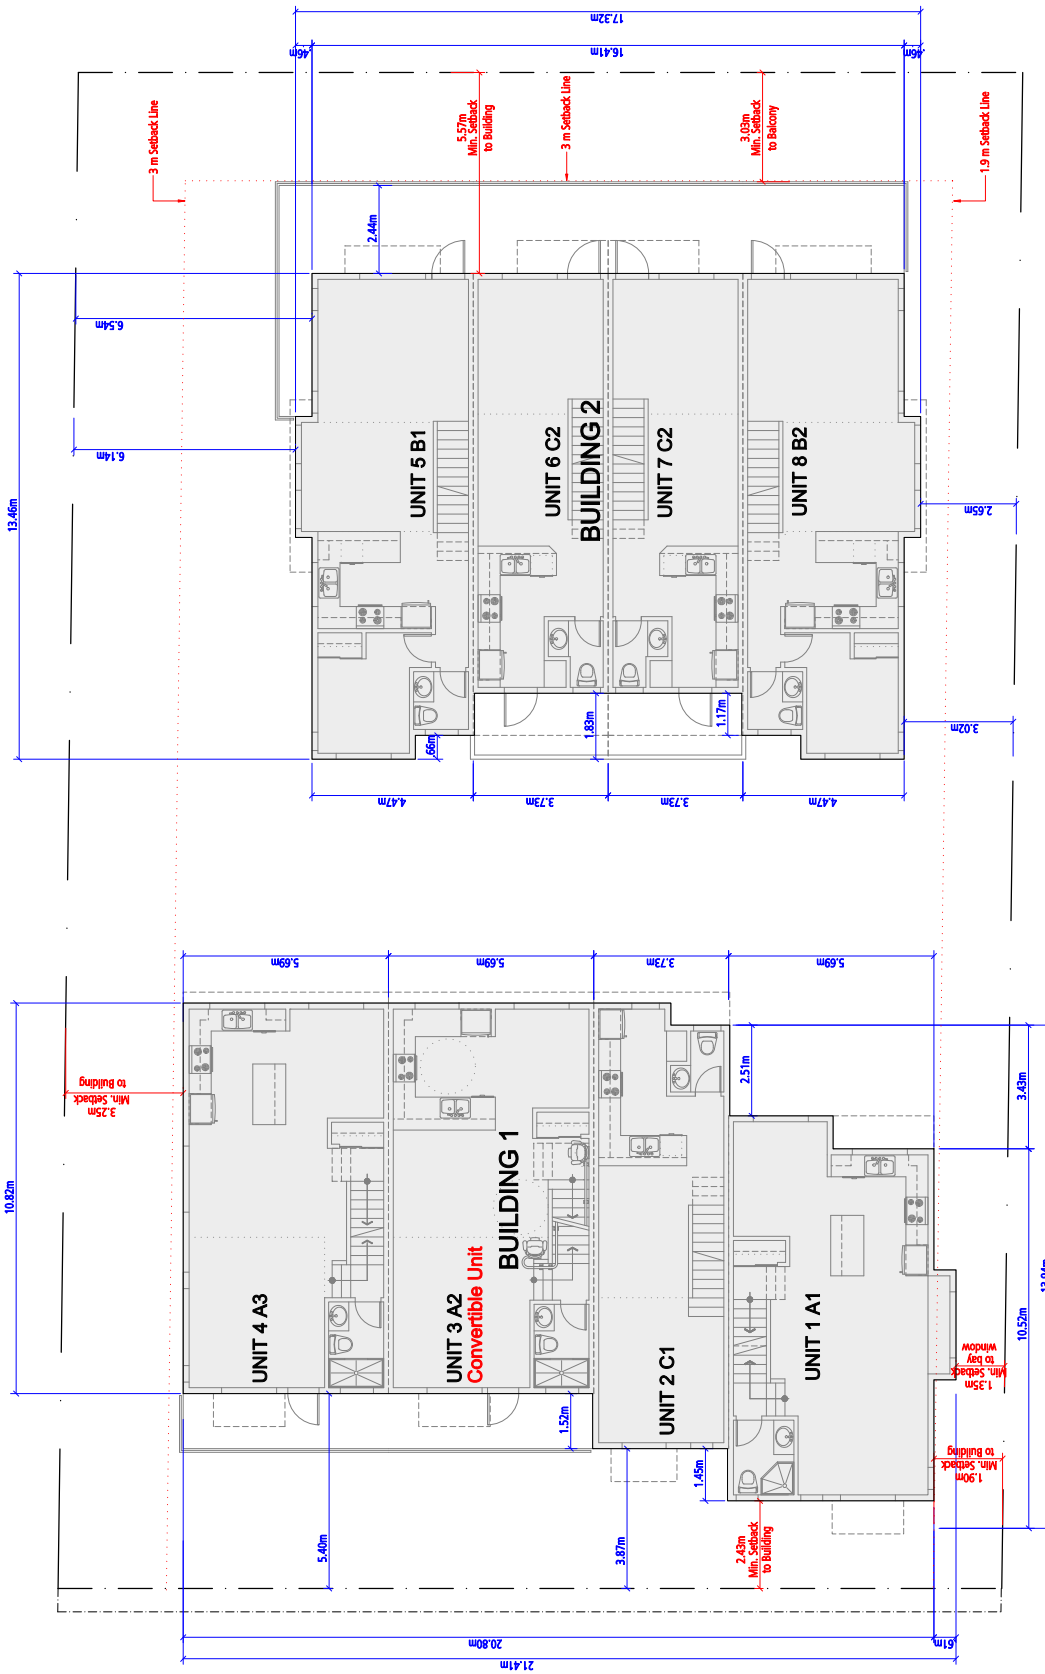 17.32m
.46m
16.41m
.46m
3 m Setback Line
5.57m
Min. Setback
to Building
3 m Setback Line
3.03m
Min. Setback
to Balcony
1.9 m Setback Line
2.44m
6.54m
6.14m
13.46m
UNIT 5 B1
UNIT 6 C2
BUILDING 2
UNIT 7 C2
UNIT 8 B2
2.65m
.66m
1.83m
1.17m
3.02m
4.47m
3.73m
3.73m
4.47m
5.69m
5.69m
3.73m
5.69m
3.25m
Min. Setback
to Building
2.51m
3.43m
10.82m
BUILDING 1
UNIT 4 A3
UNIT 3 A2
Convertible Unit
UNIT 2 C1
UNIT 1 A1
10.52m
1.35m
Min. Setback
to bay
window
1.52m
1.45m
1.90m
Min. Setback
to Building
5.40m
3.87m
2.43m
Min. Setback
to Building
20.80m
.61m
21.41m